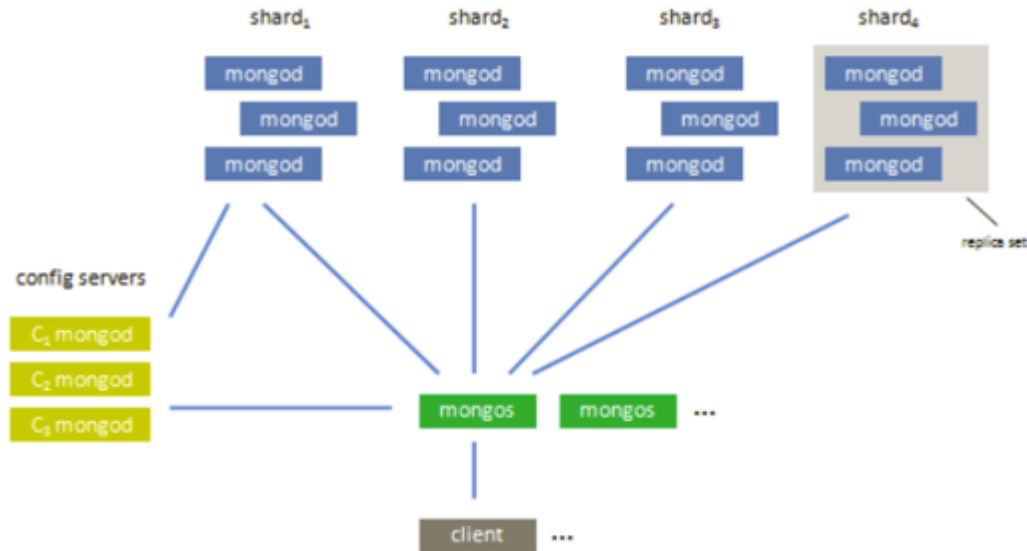 shard₁ shard₂ shard₃ shard₄
mongod mongod mongod mongod
mongod mongod mongod mongod
mongod mongod mongod mongod
replica set
config servers
C₁ mongod
C₂ mongod
C₃ mongod
mongos mongos ...
client ...